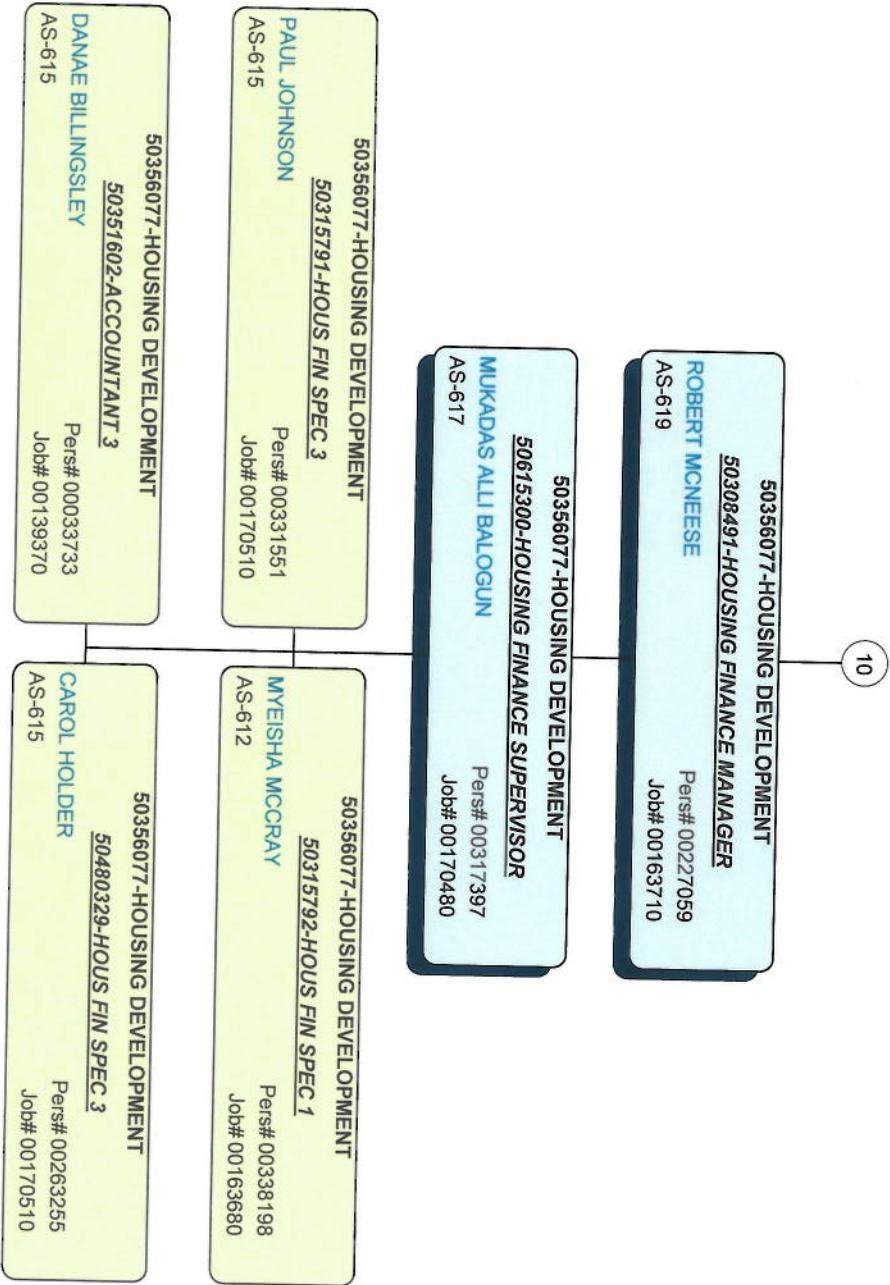 10
50356077-HOUSING DEVELOPMENT
50308491-HOUSING FINANCE MANAGER
ROBERT MCNEESE
AS-619
Pers# 00227059
Job# 00163710
50356077-HOUSING DEVELOPMENT
50615300-HOUSING FINANCE SUPERVISOR
MUKADAS ALLI BALOGUN
AS-617
Pers# 00317397
Job# 00170480
50356077-HOUSING DEVELOPMENT
50315791-HOUS FIN SPEC 3
PAUL JOHNSON
AS-615
Pers# 00331551
Job# 00170510
50356077-HOUSING DEVELOPMENT
50315792-HOUS FIN SPEC 1
MYEISHA MCCRAY
AS-612
Pers# 00338198
Job# 00163680
50356077-HOUSING DEVELOPMENT
50351602-ACCOUNTANT 3
DANAE BILLINGSLEY
AS-615
Pers# 00033733
Job# 00139370
50356077-HOUSING DEVELOPMENT
50480329-HOUS FIN SPEC 3
CAROL HOLDER
AS-615
Pers# 00263255
Job# 00170510